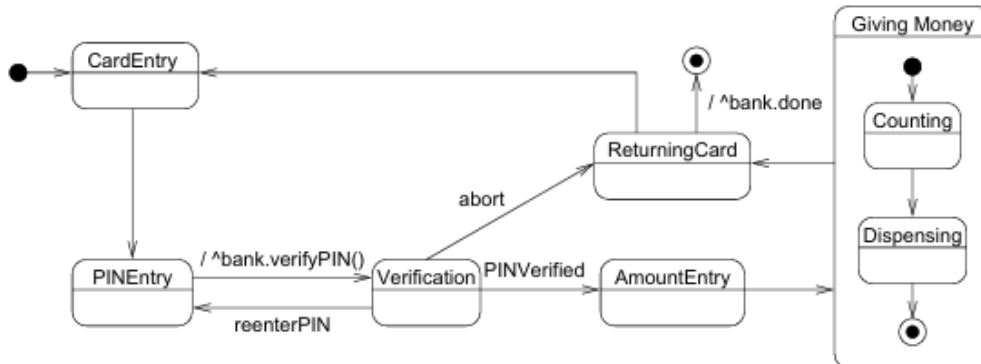 Giving Money
CardEntry
/ ^bank.done
Counting
ReturningCard
abort
Dispensing
/ ^bank.verifyPIN()
PINEntry
Verification
PINVerified
AmountEntry
reenterPIN